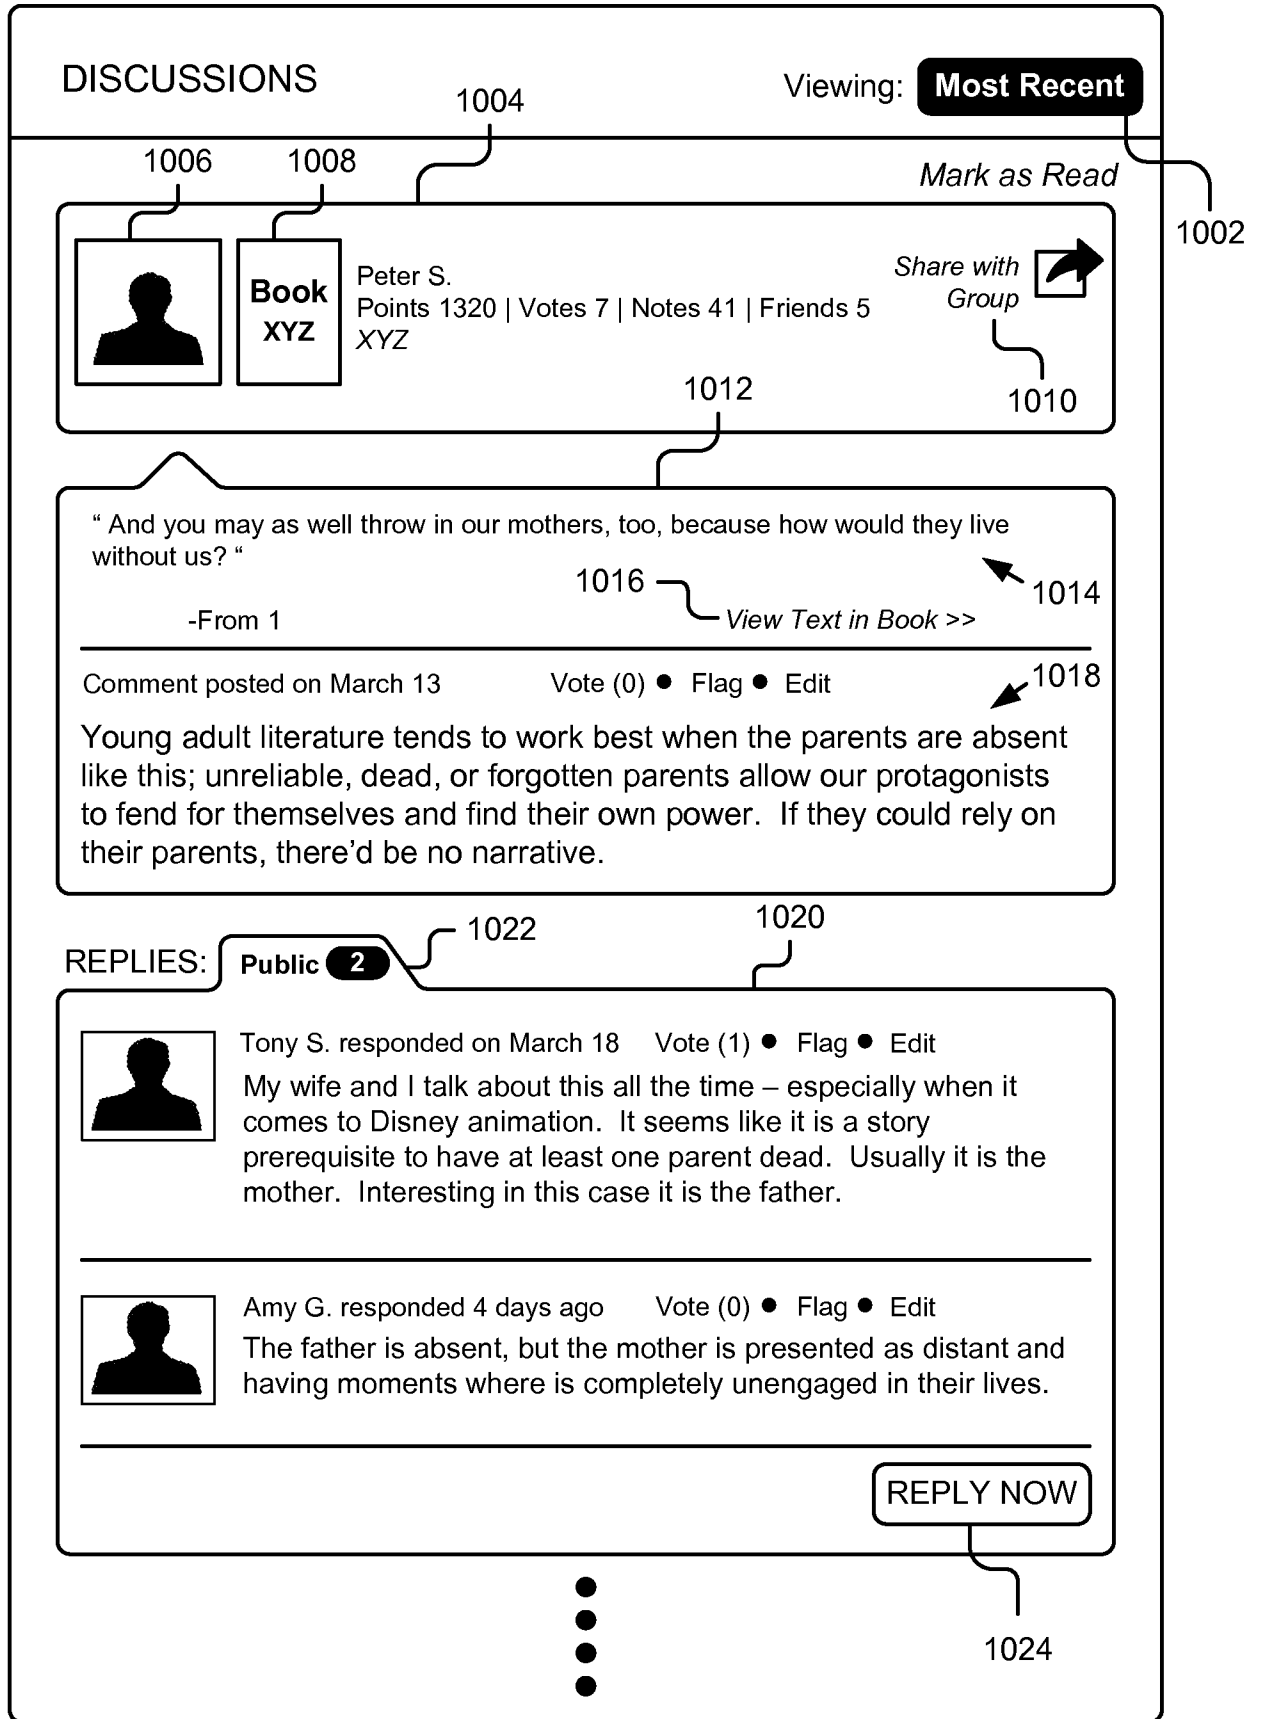 DISCUSSIONS
Viewing: Most Recent
1004
1006
1008
Mark as Read
1002
Book
XYZ
Peter S.
Points 1320 | Votes 7 | Notes 41 | Friends 5
XYZ
Share with
Group
1010
1012
“ And you may as well throw in our mothers, too, because how would they live
without us? “
1014
1016
-From 1
View Text in Book >>
1018
Comment posted on March 13 Vote (0) ● Flag ● Edit
Young adult literature tends to work best when the parents are absent
like this; unreliable, dead, or forgotten parents allow our protagonists
to fend for themselves and find their own power. If they could rely on
their parents, there’d be no narrative.
1020
1022
REPLIES: Public 2
Tony S. responded on March 18 Vote (1) ● Flag ● Edit
My wife and I talk about this all the time – especially when it
comes to Disney animation. It seems like it is a story
prerequisite to have at least one parent dead. Usually it is the
mother. Interesting in this case it is the father.
Amy G. responded 4 days ago Vote (0) ● Flag ● Edit
The father is absent, but the mother is presented as distant and
having moments where is completely unengaged in their lives.
REPLY NOW
1024